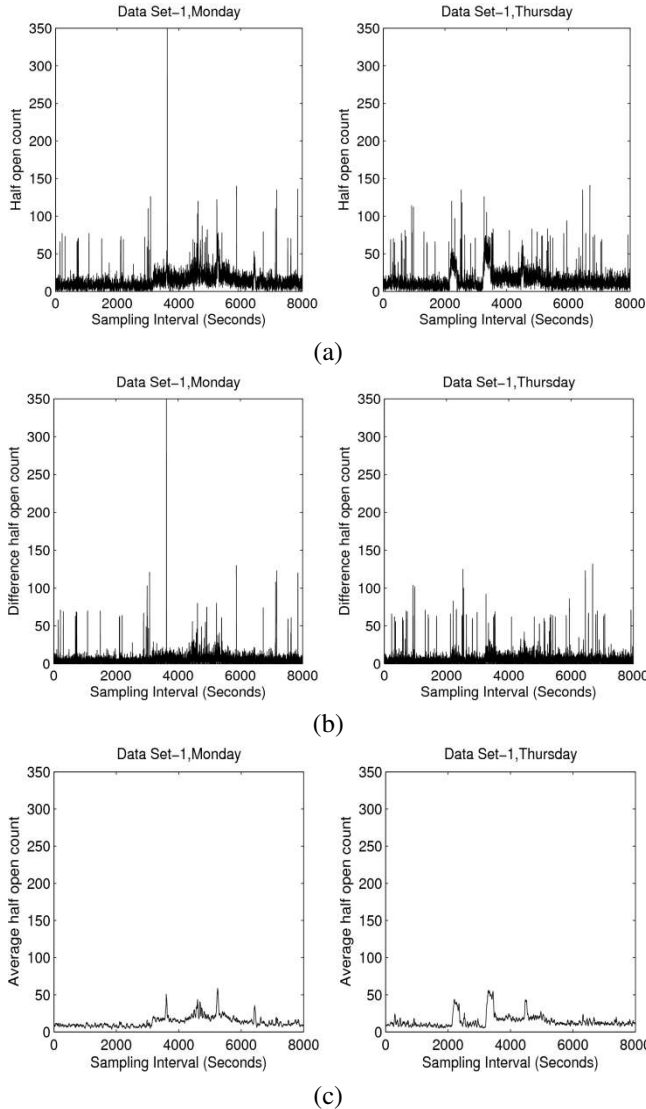 Data Set-1,Monday
350
300
250
200
150
100
50
0
Half open count
0 2000 4000 6000 8000
Sampling Interval (Seconds)
Data Set-1,Thursday
350
300
250
200
150
100
50
0
Half open count
0 2000 4000 6000 8000
Sampling Interval (Seconds)
(a)
Data Set-1,Monday
350
300
250
200
150
100
50
0
Difference half open count
0 2000 4000 6000 8000
Sampling Interval (Seconds)
Data Set-1,Thursday
350
300
250
200
150
100
50
0
Difference half open count
0 2000 4000 6000 8000
Sampling Interval (Seconds)
(b)
Data Set-1,Monday
350
300
250
200
150
100
50
0
Average half open count
0 2000 4000 6000 8000
Sampling Interval (Seconds)
Data Set-1,Thursday
350
300
250
200
150
100
50
0
Average half open count
0 2000 4000 6000 8000
Sampling Interval (Seconds)
(c)